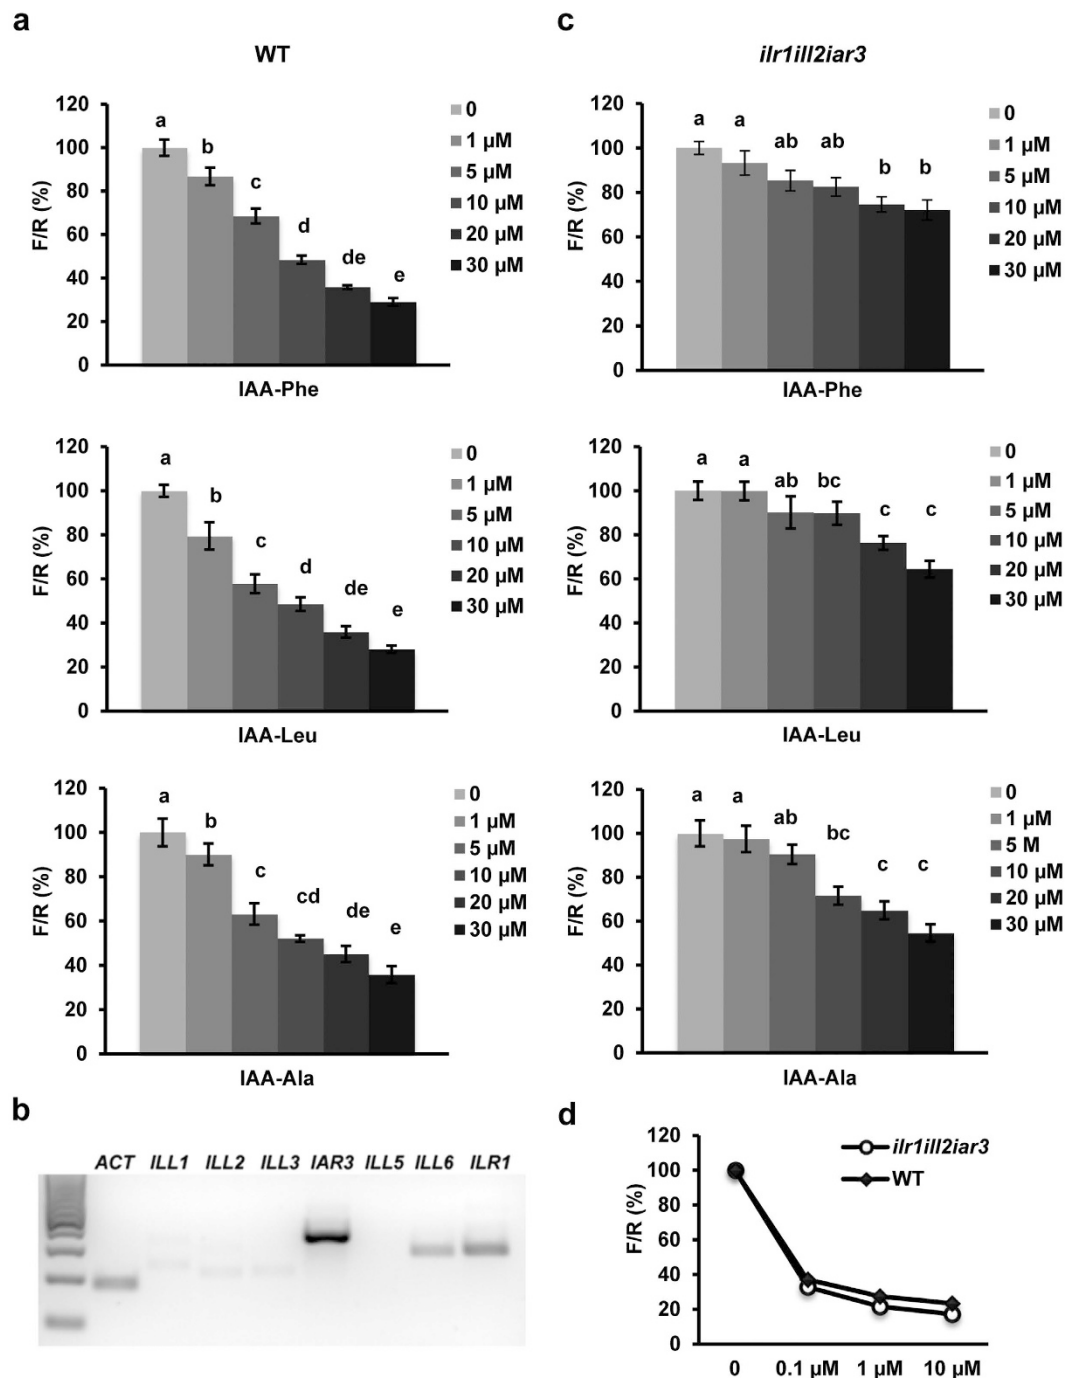 a
WT
F/R (%)
120
100
80
60
40
20
0
a
b
c
d
de
e
0
1 µM
5 µM
10 µM
20 µM
30 µM
IAA-Phe
F/R (%)
120
100
80
60
40
20
0
a
b
c
d
de
e
0
1 µM
5 µM
10 µM
20 µM
30 µM
IAA-Leu
F/R (%)
120
100
80
60
40
20
0
a
b
c
cd
de
e
0
1 µM
5 µM
10 µM
20 µM
30 µM
IAA-Ala
b
ACT ILL1 ILL2 ILL3 IAR3 ILL5 ILL6 ILR1
c
ilr1ill2iar3
F/R (%)
120
100
80
60
40
20
0
a
a
ab
ab
b
b
0
1 µM
5 µM
10 µM
20 µM
30 µM
IAA-Phe
F/R (%)
120
100
80
60
40
20
0
a
a
ab
bc
c
c
0
1 µM
5 µM
10 µM
20 µM
30 µM
IAA-Leu
F/R (%)
120
100
80
60
40
20
0
a
a
ab
bc
c
c
0
1 µM
5 M
10 µM
20 µM
30 µM
IAA-Ala
d
F/R (%)
120
100
80
60
40
20
0
ilr1ill2iar3
WT
0 0.1 µM 1 µM 10 µM